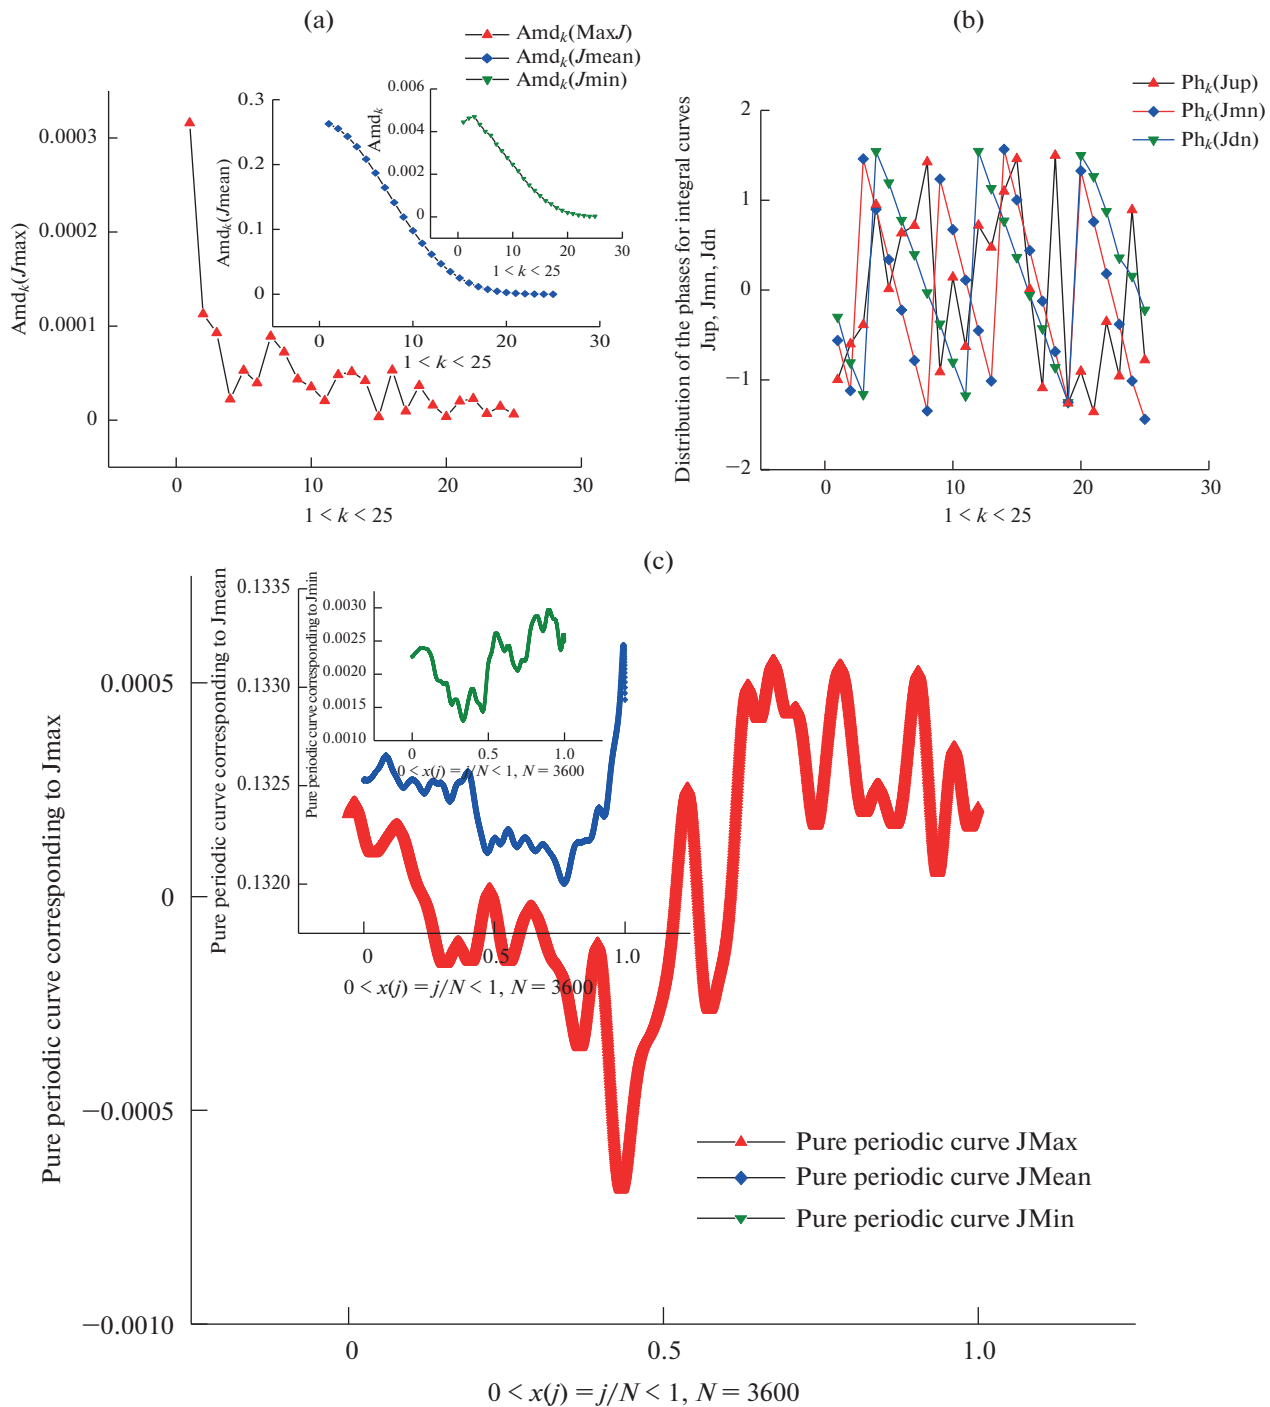 (a)
Amdk(MaxJ)
Amdk(Jmean)
Amdk(Jmin)
Amdk(Jmax)
0.0003
0.0002
0.0001
0
0
10
20
30
1 < k < 25
Amdk(Jmean)
0.3
0.2
0.1
0
0
10
20
30
1 < k < 25
Amdk
0.006
0.004
0.002
0
0
10
20
30
1 < k < 25
(b)
Phk(Jup)
Phk(Jmn)
Phk(Jdn)
Distribution of the phases for integral curves
Jup, Jmn, Jdn
2
1
0
−1
−2
0
10
20
30
1 < k < 25
(c)
Pure periodic curve corresponding to Jmax
0.0005
0
−0.0005
−0.0010
0
0.5
1.0
0 < x(j) = j/N < 1, N = 3600
Pure periodic curve corresponding to Jmean
0.1335
0.1330
0.1325
0.1320
0
0.5
1.0
0 < x(j) = j/N < 1, N = 3600
Pure periodic curve corresponding to Jmin
0.0030
0.0025
0.0020
0.0015
0.0010
0
0.5
1.0
0 < x(j) = j/N < 1, N = 3600
Pure periodic curve JMax
Pure periodic curve JMean
Pure periodic curve JMin